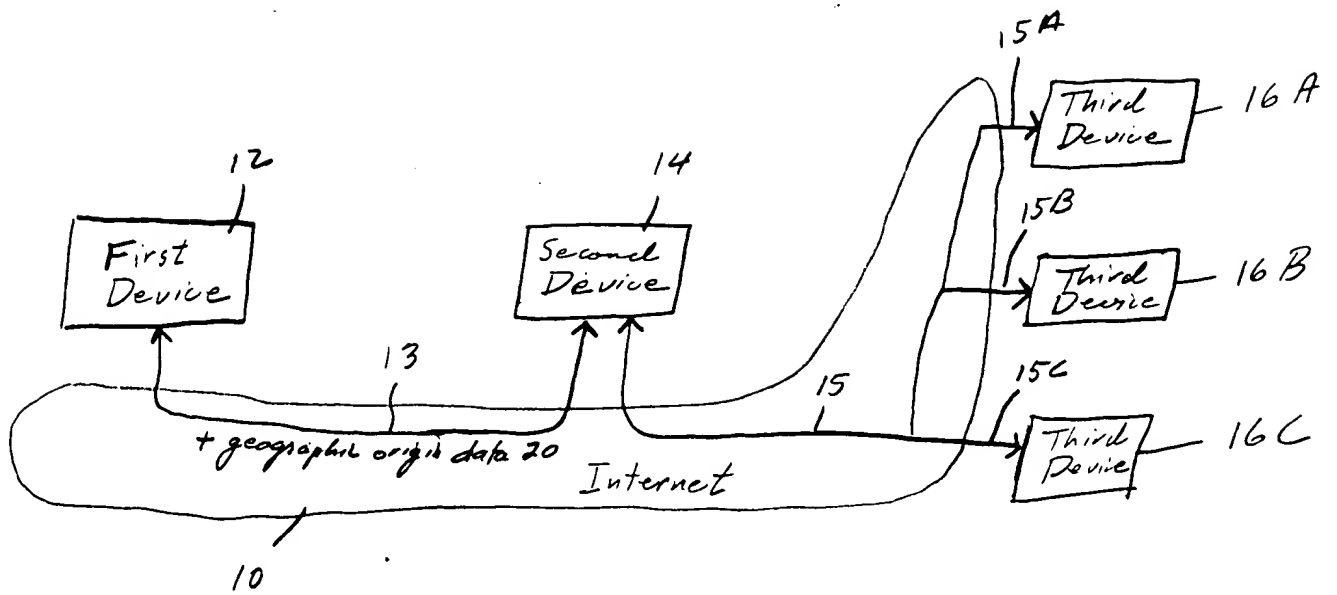 15A
Third
Device
16A
12
14
15B
First
Device
Second
Device
Third
Device
16B
13
15
15C
+ geographic origin data 20
Third
Device
16C
Internet
10